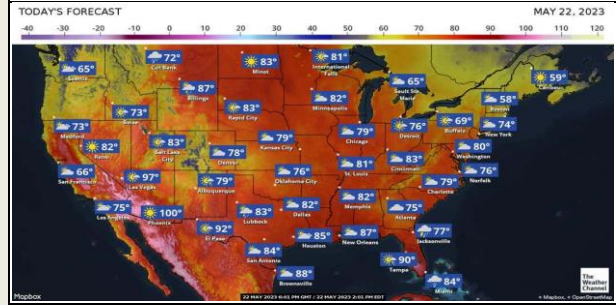 TODAY'S FORECAST
MAY 22, 2023
-40 -30 -20 -10 0 10 20 30 40 50 60 70 80 90 100 110 120
72°
Cut Bank
83°
Minot
81°
International Falls
65°
Seattle
87°
Billings
65°
Sault Ste Marie
59°
Caribou
83°
Rapid City
82°
Minneapolis
58°
Boston
73°
Boise
73°
Medford
69°
Buffalo
74°
New York
79°
Chicago
76°
Detroit
82°
Reno
83°
Salt Lake City
79°
Kansas City
80°
Washington
78°
Denver
81°
St. Louis
83°
Cincinnati
66°
San Francisco
97°
Las Vegas
79°
Albuquerque
76°
Oklahoma City
76°
Norfolk
79°
Charlotte
75°
Los Angeles
100°
Phoenix
83°
Lubbock
82°
Dallas
82°
Memphis
75°
Atlanta
92°
El Paso
85°
Houston
87°
New Orleans
77°
Jacksonville
84°
San Antonio
90°
Tampa
88°
Brownsville
84°
Miami
The
Weather
Channel
Mapbox
22 MAY 2023 6:01 PM GMT / 22 MAY 2023 2:01 PM EDT
© Mapbox, © OpenStreetMap